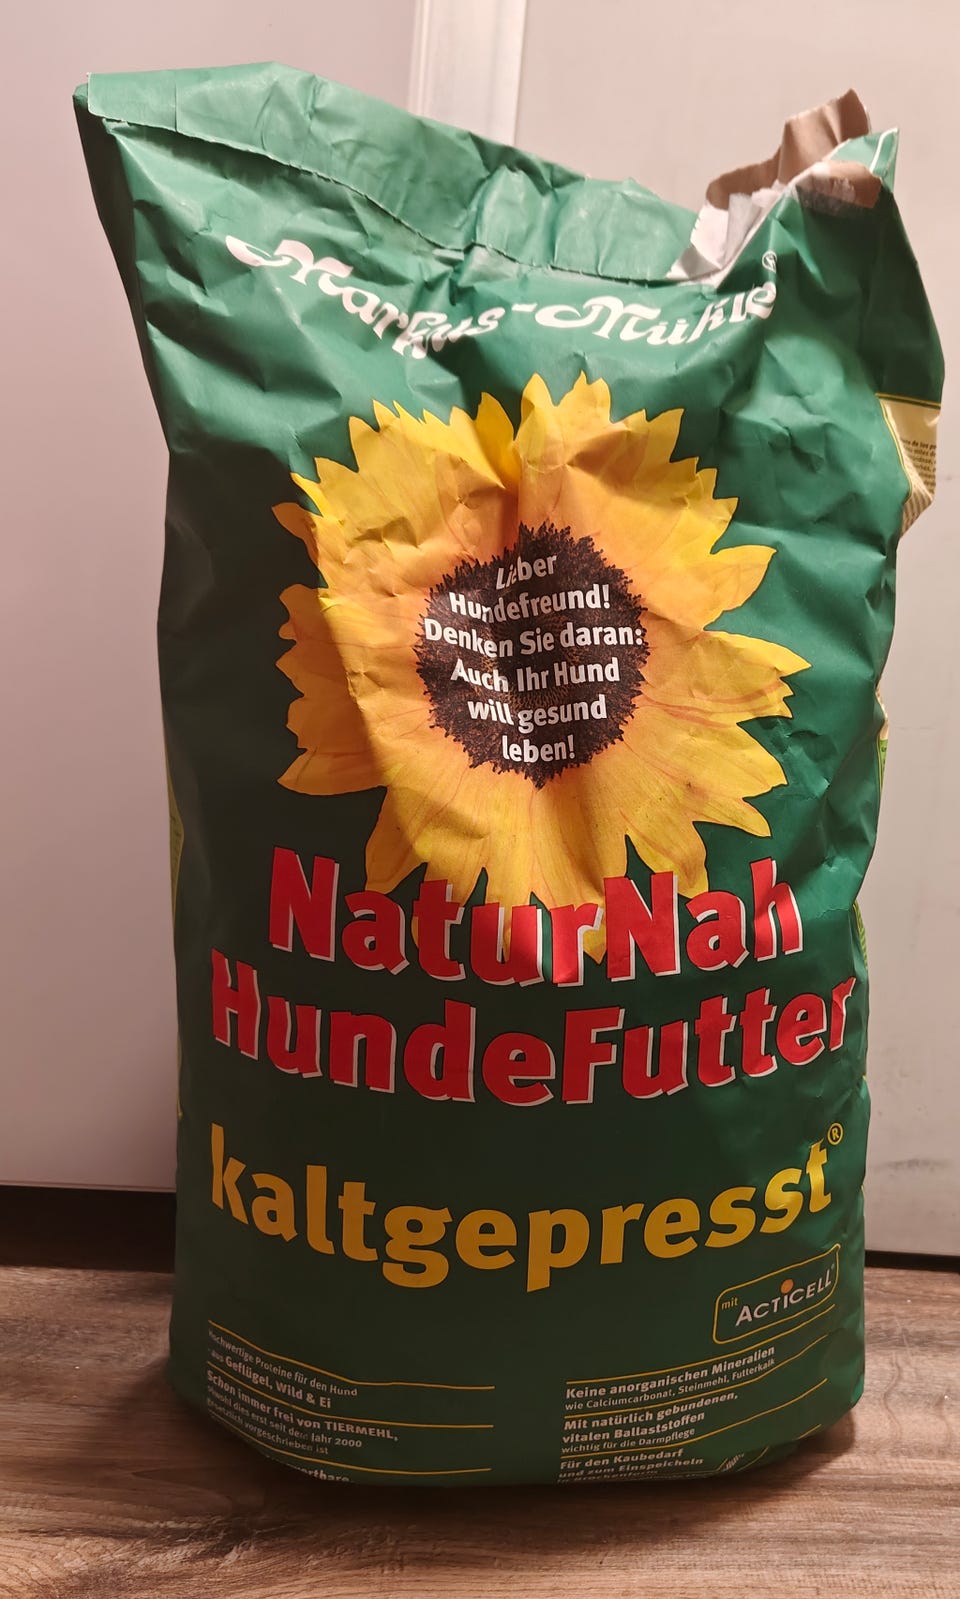 Markus-Mühle®
Lieber
Hundefreund!
Denken Sie daran:
Auch Ihr Hund
will gesund
leben!
NaturNah
HundeFutter
kaltgepresst®
mit ACTICELL®
Hochwertige Proteine für den Hund
aus Geflügel, Wild & Ei
Schon immer frei von TIERMEHL,
obwohl dies erst seit dem Jahr 2000
gesetzlich vorgeschrieben ist
Keine anorganischen Mineralien
wie Calciumcarbonat, Steinmehl, Futterkalk
Mit natürlich gebundenen,
vitalen Ballaststoffen
wichtig für die Darmpflege
Für den Kaubedarf
und zum Einspeicheln